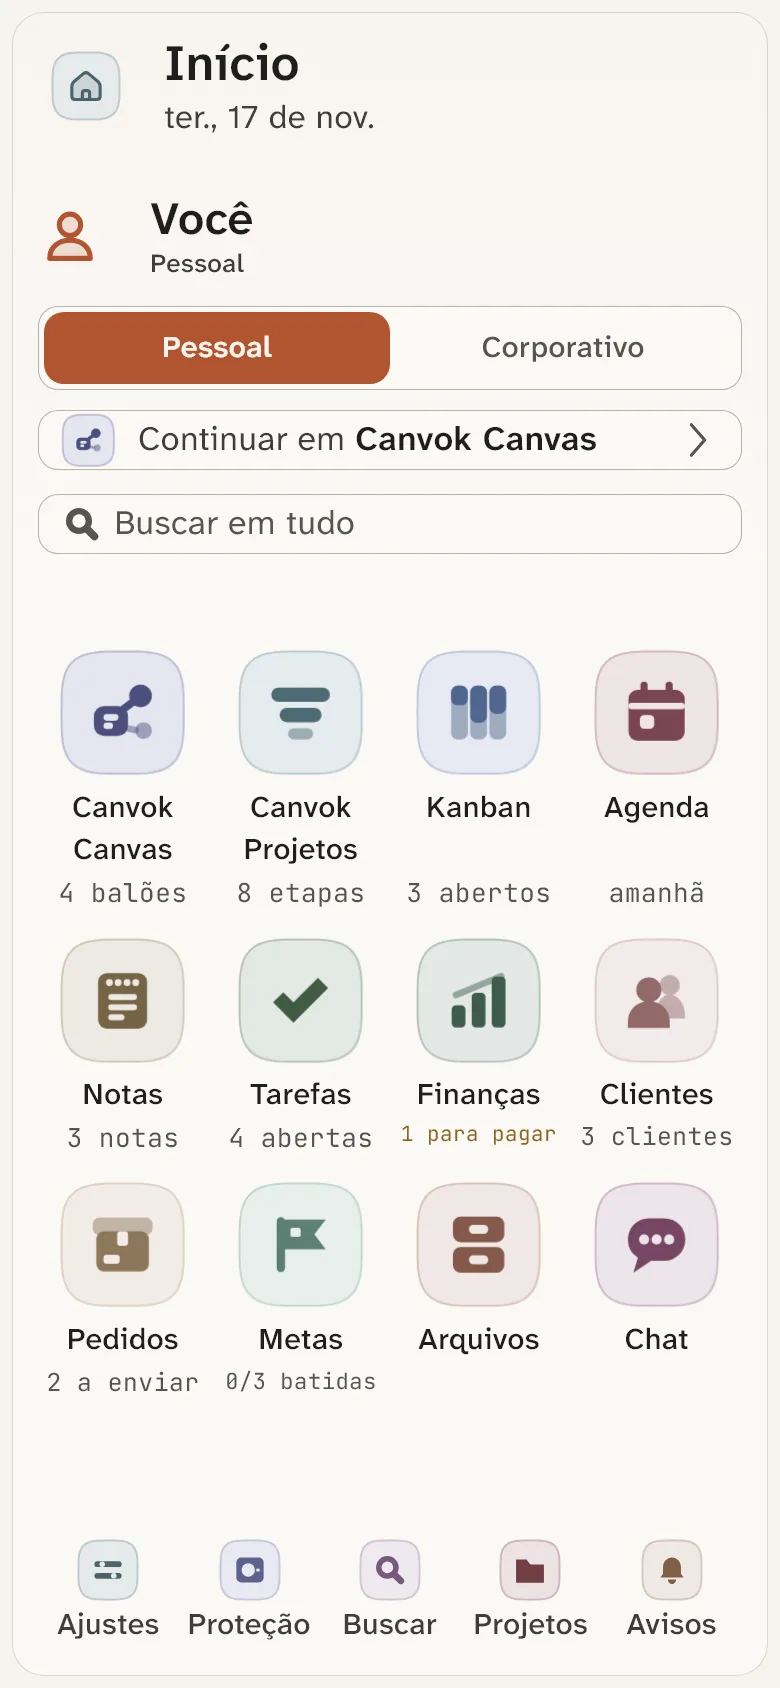 Início
ter., 17 de nov.
Você
Pessoal
Pessoal Corporativo
Continuar em Canvok Canvas
Buscar em tudo
Canvok Canvas Canvok Projetos Kanban Agenda
4 balões 8 etapas 3 abertos amanhã
Notas Tarefas Finanças Clientes
3 notas 4 abertas 1 para pagar 3 clientes
Pedidos Metas Arquivos Chat
2 a enviar 0/3 batidas
Ajustes Proteção Buscar Projetos Avisos